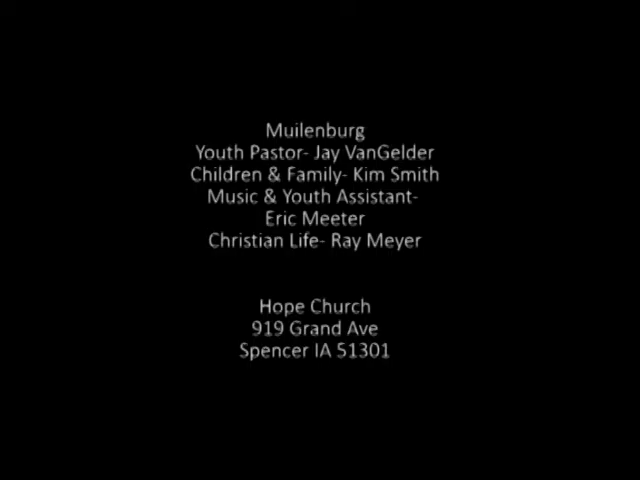 Muilenburg
Youth Pastor- Jay VanGelder
Children & Family- Kim Smith
Music & Youth Assistant-
Eric Meeter
Christian Life- Ray Meyer
Hope Church
919 Grand Ave
Spencer IA 51301